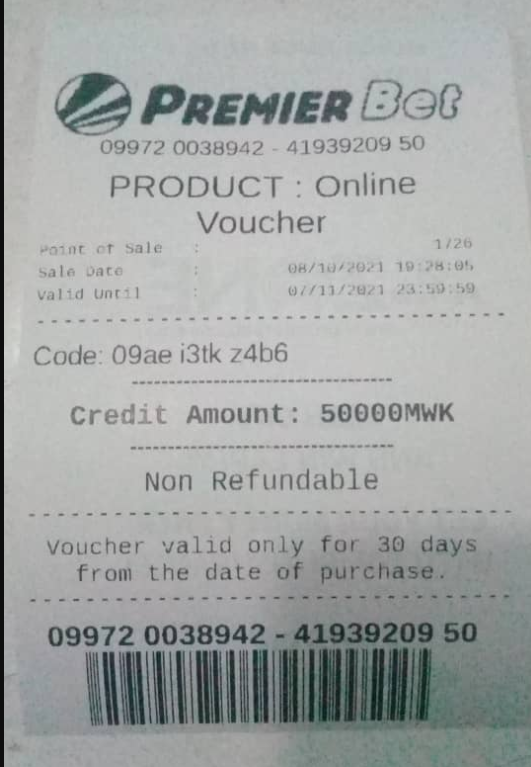 PREMIER Bet
09972 0038942 - 41939209 50
PRODUCT : Online
Voucher
Point of Sale : 1/26
Sale Date : 08/10/2021 19:28:05
Valid Until : 07/11/2021 23:59:59
Code: 09ae i3tk z4b6
Credit Amount: 50000MWK
Non Refundable
Voucher valid only for 30 days
from the date of purchase.
09972 0038942 - 41939209 50